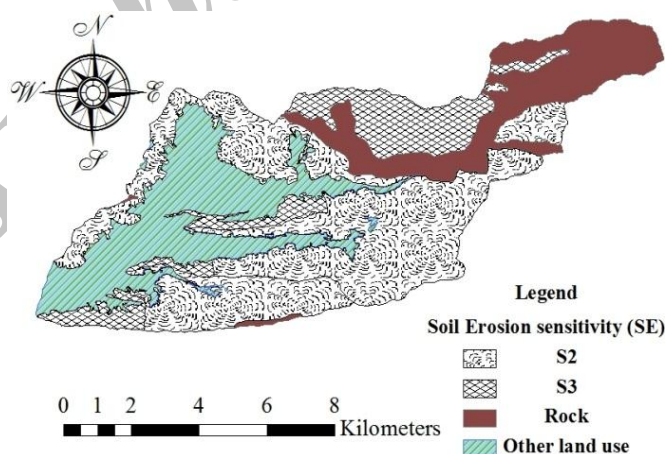 N
W
E
S
Legend
Soil Erosion sensitivity (SE)
S2
S3
Rock
Other land use
0 1 2 4 6 8
Kilometers